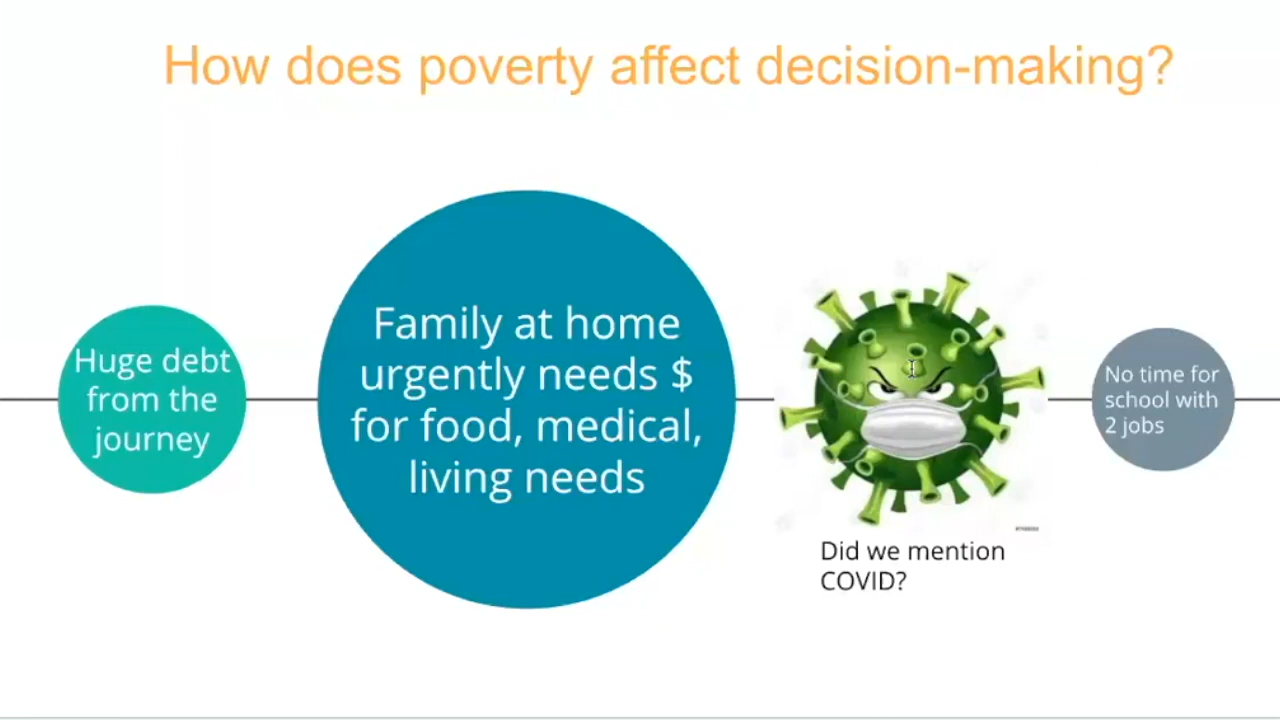 How does poverty affect decision-making?
Huge debt
from the
journey
Family at home
urgently needs $
for food, medical,
living needs
Did we mention
COVID?
No time for
school with
2 jobs